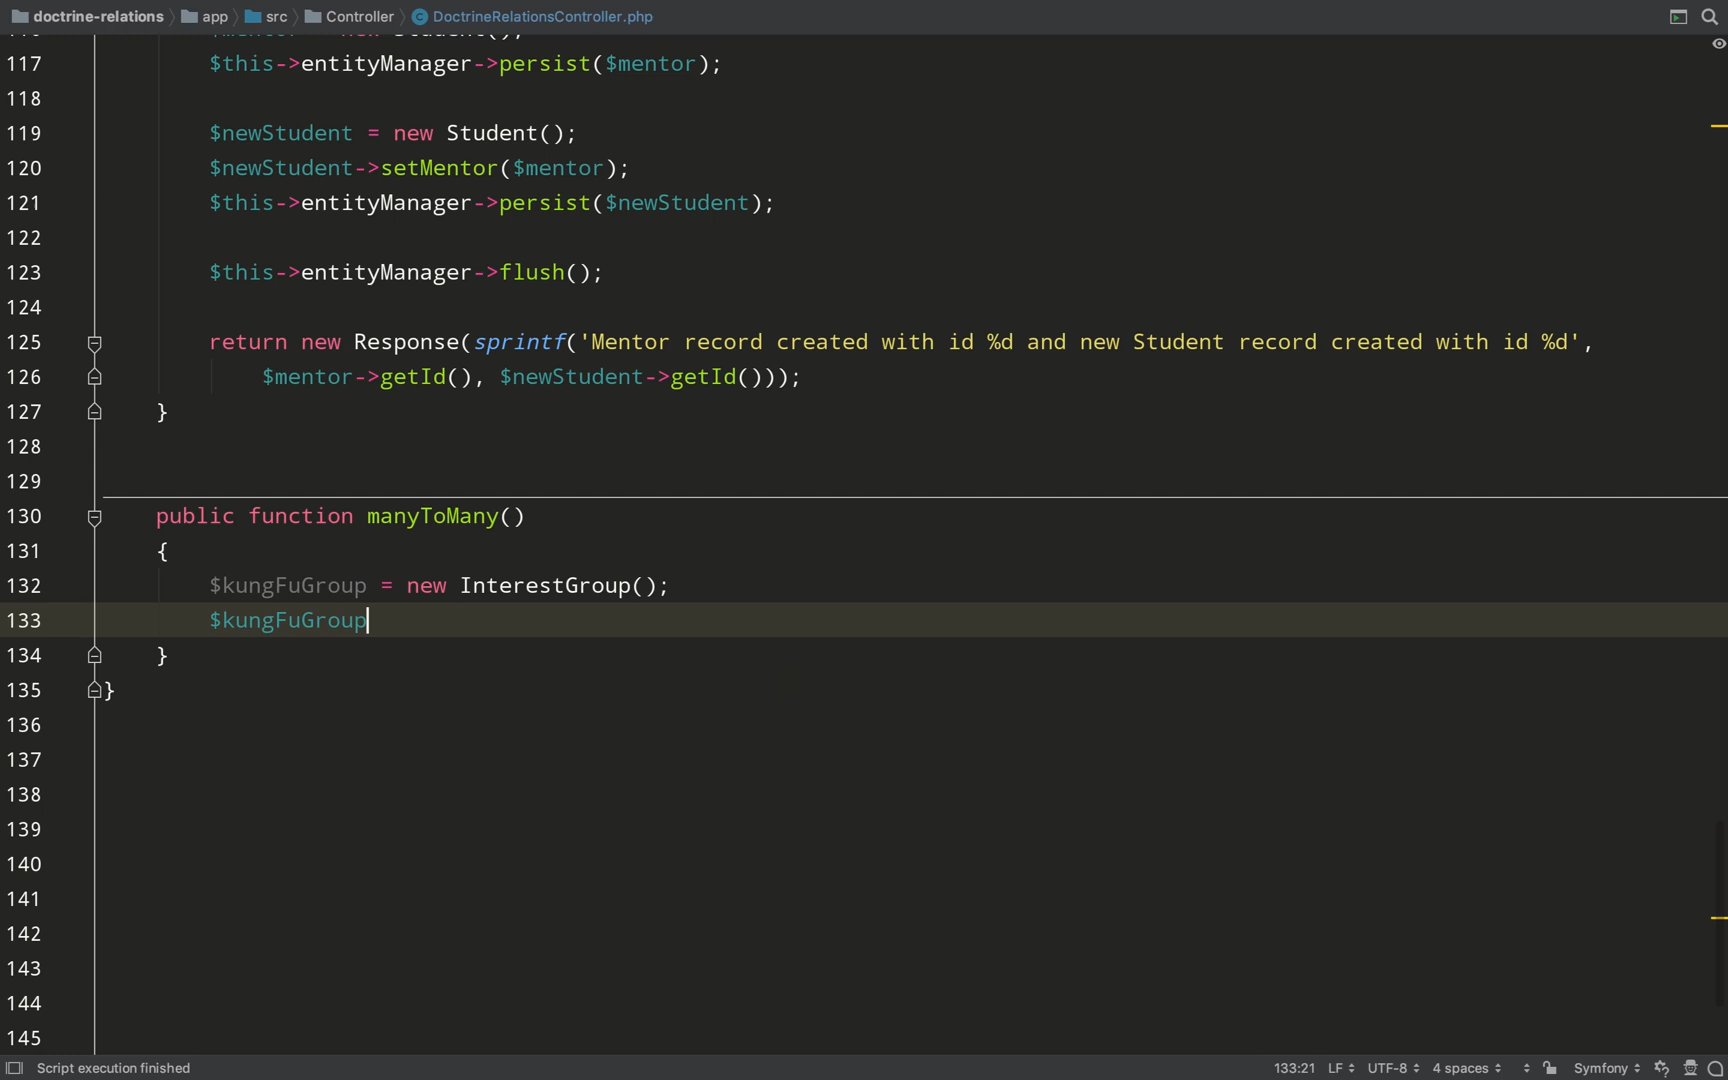 doctrine-relations app src Controller DoctrineRelationsController.php
117 $this->entityManager->persist($mentor);
118
119 $newStudent = new Student();
120 $newStudent->setMentor($mentor);
121 $this->entityManager->persist($newStudent);
122
123 $this->entityManager->flush();
124
125 return new Response(sprintf('Mentor record created with id %d and new Student record created with id %d',
126 $mentor->getId(), $newStudent->getId()));
127 }
128
129
130 public function manyToMany()
131 {
132 $kungFuGroup = new InterestGroup();
133 $kungFuGroup
134 }
135 }
136
137
138
139
140
141
142
143
144
145
Script execution finished 133:21 LF UTF-8 4 spaces Symfony